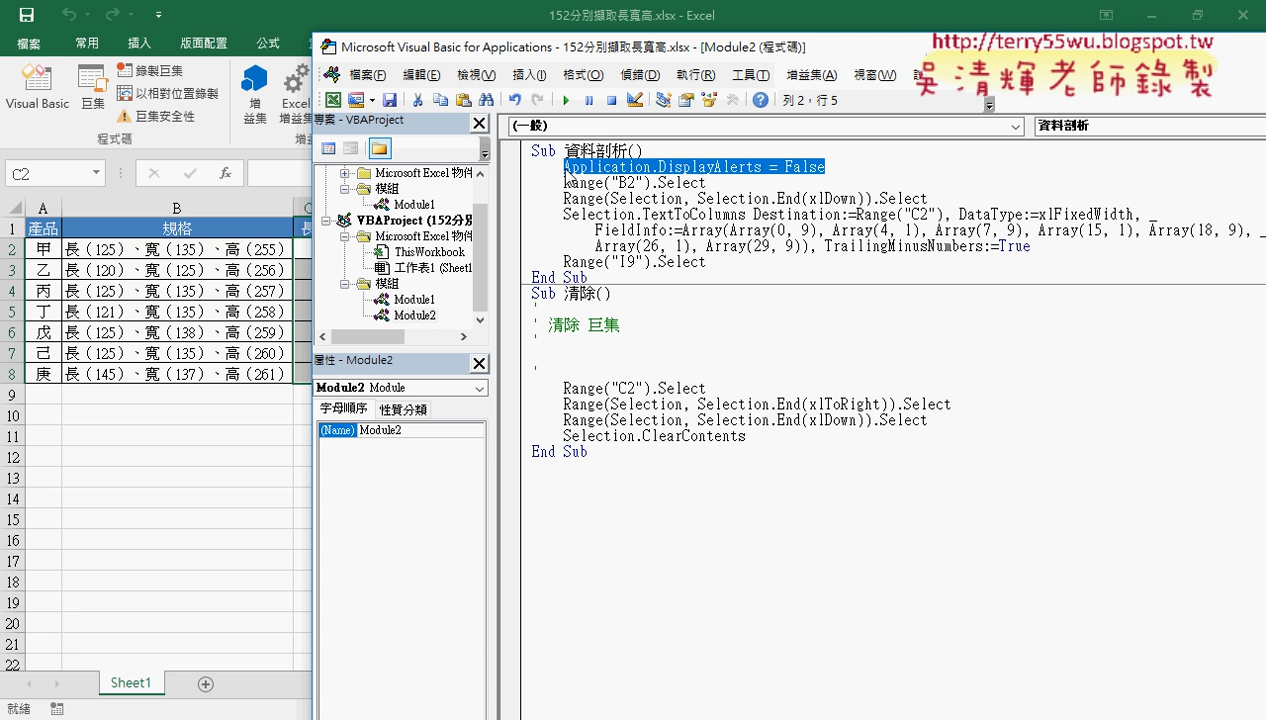 152分別擷取長寬高.xlsx - Excel
檔案 常用 插入 版面配置 公式
Microsoft Visual Basic for Applications - 152分別擷取長寬高.xlsx - [Module2 (程式碼)]
http://terry55wu.blogspot.tw
吳清輝老師錄製
檔案(F) 編輯(E) 檢視(V) 插入(I) 格式(O) 偵錯(D) 執行(R) 工具(T) 增益集(A) 視窗(W)
列 2，行 5
Visual Basic 巨集 錄製巨集 以相對位置錄製 巨集安全性 增益集 Excel 增益集
程式碼
專案 - VBAProject
(一般) 資料剖析
Microsoft Excel 物件
模組
Module1
VBAProject (152分別
Microsoft Excel 物件
ThisWorkbook
工作表1 (Sheet1
模組
Module1
Module2
屬性 - Module2
Module2 Module
字母順序 性質分類
(Name) Module2
C2
A B C
1 產品 規格 長
2 甲 長（125）、寬（135）、高（255）
3 乙 長（120）、寬（125）、高（256）
4 丙 長（125）、寬（135）、高（257）
5 丁 長（121）、寬（135）、高（258）
6 戊 長（125）、寬（138）、高（259）
7 己 長（125）、寬（135）、高（260）
8 庚 長（145）、寬（137）、高（261）
9
10
11
12
13
14
15
16
17
18
19
20
21
22
Sub 資料剖析()
Application.DisplayAlerts = False
Range("B2").Select
Range(Selection, Selection.End(xlDown)).Select
Selection.TextToColumns Destination:=Range("C2"), DataType:=xlFixedWidth, _
FieldInfo:=Array(Array(0, 9), Array(4, 1), Array(7, 9), Array(15, 1), Array(18, 9), _
Array(26, 1), Array(29, 9)), TrailingMinusNumbers:=True
Range("I9").Select
End Sub
Sub 清除()
'
' 清除 巨集
'
'
Range("C2").Select
Range(Selection, Selection.End(xlToRight)).Select
Range(Selection, Selection.End(xlDown)).Select
Selection.ClearContents
End Sub
Sheet1
就緒